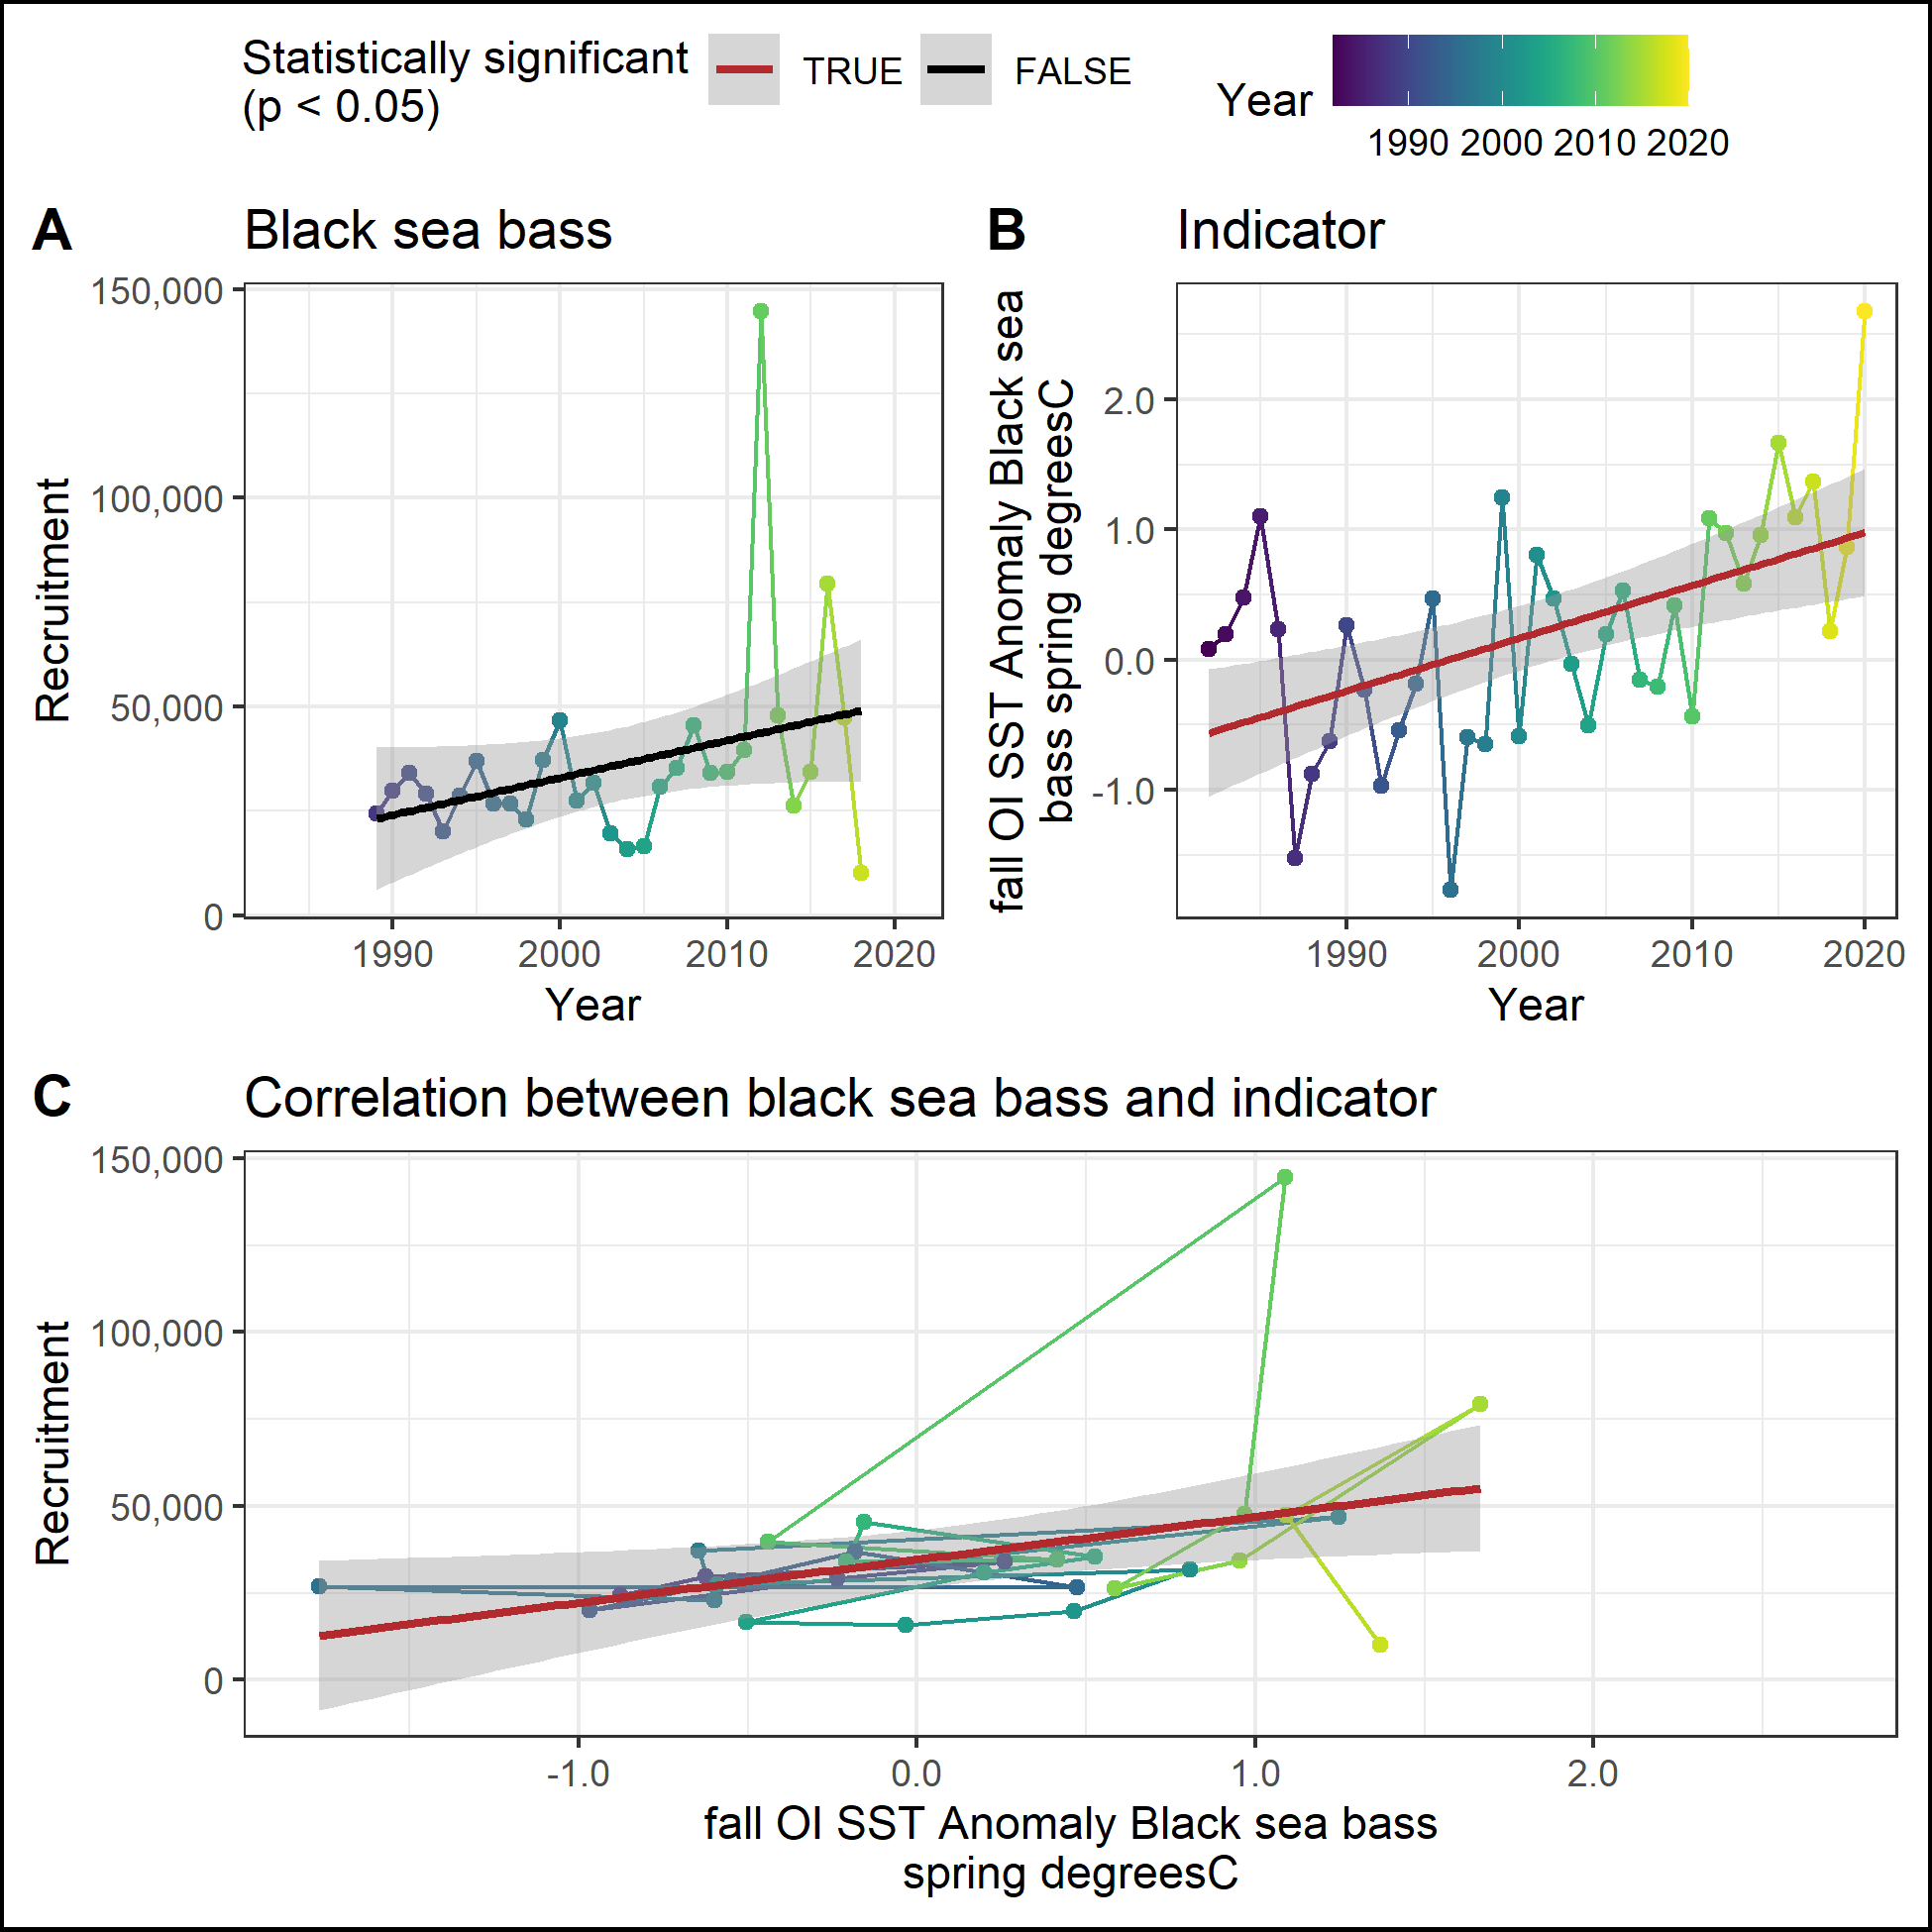 Statistically significant
(p < 0.05)
TRUE
FALSE
Year
1990 2000 2010 2020
A
Black sea bass
Recruitment
150,000
100,000
50,000
0
1990
2000
2010
2020
Year
B
Indicator
fall OI SST Anomaly Black sea
bass spring degreesC
2.0
1.0
0.0
-1.0
1990
2000
2010
2020
Year
C
Correlation between black sea bass and indicator
Recruitment
150,000
100,000
50,000
0
-1.0
0.0
1.0
2.0
fall OI SST Anomaly Black sea bass
spring degreesC